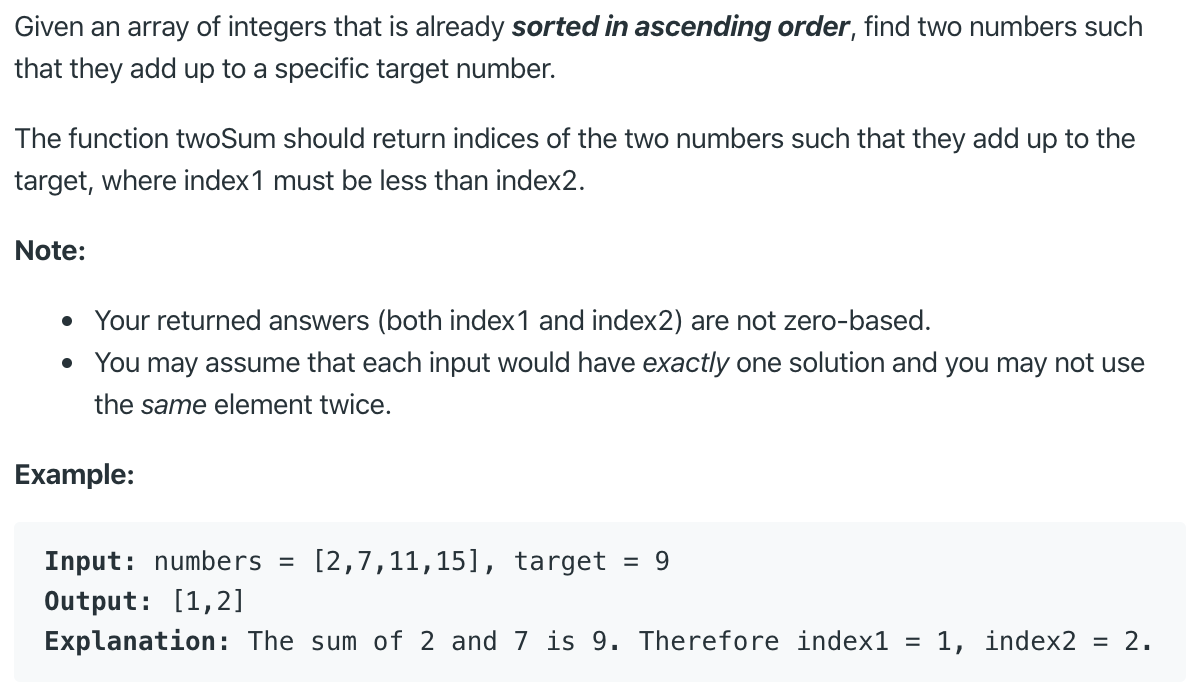 Given an array of integers that is already sorted in ascending order, find two numbers such
that they add up to a specific target number.
The function twoSum should return indices of the two numbers such that they add up to the
target, where index1 must be less than index2.
Note:
• Your returned answers (both index1 and index2) are not zero-based.
• You may assume that each input would have exactly one solution and you may not use
the same element twice.
Example:
Input: numbers = [2,7,11,15], target = 9
Output: [1,2]
Explanation: The sum of 2 and 7 is 9. Therefore index1 = 1, index2 = 2.